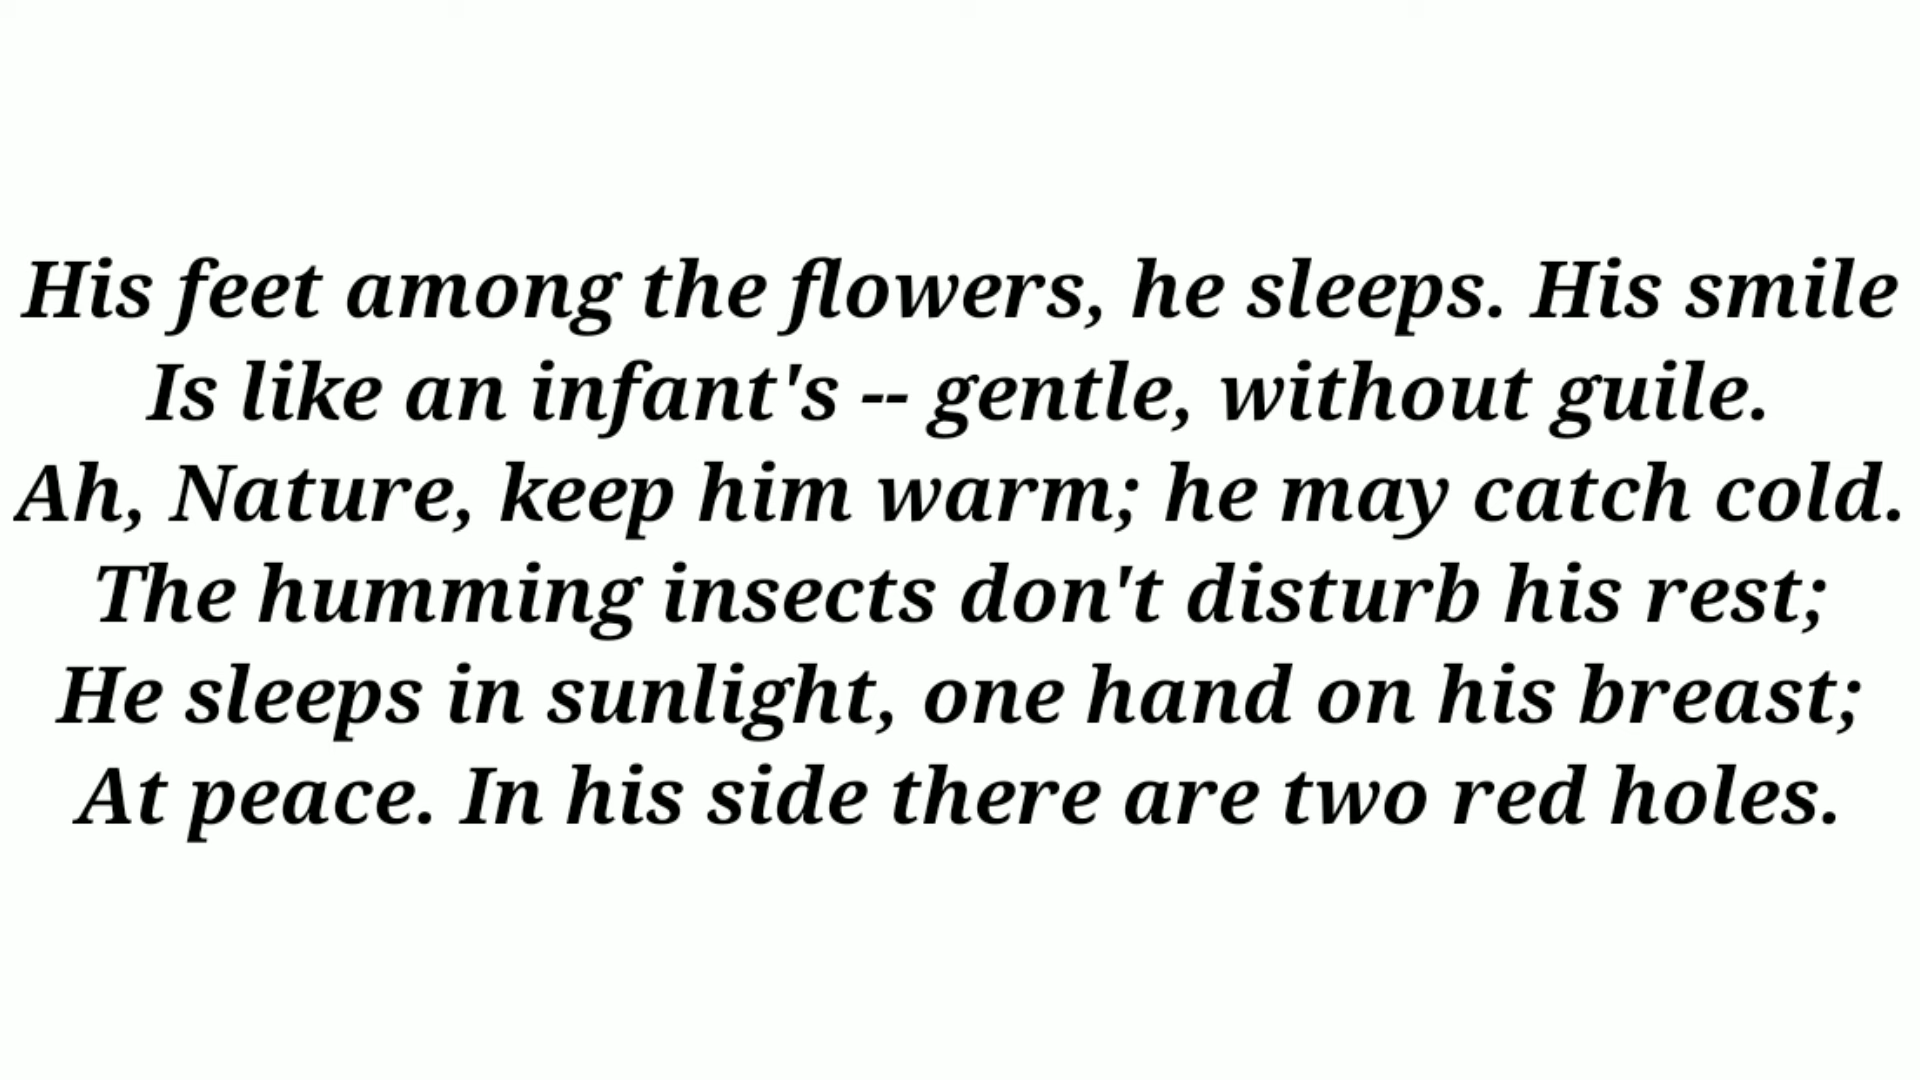 His feet among the flowers, he sleeps. His smile
Is like an infant's -- gentle, without guile.
Ah, Nature, keep him warm; he may catch cold.
The humming insects don't disturb his rest;
He sleeps in sunlight, one hand on his breast;
At peace. In his side there are two red holes.